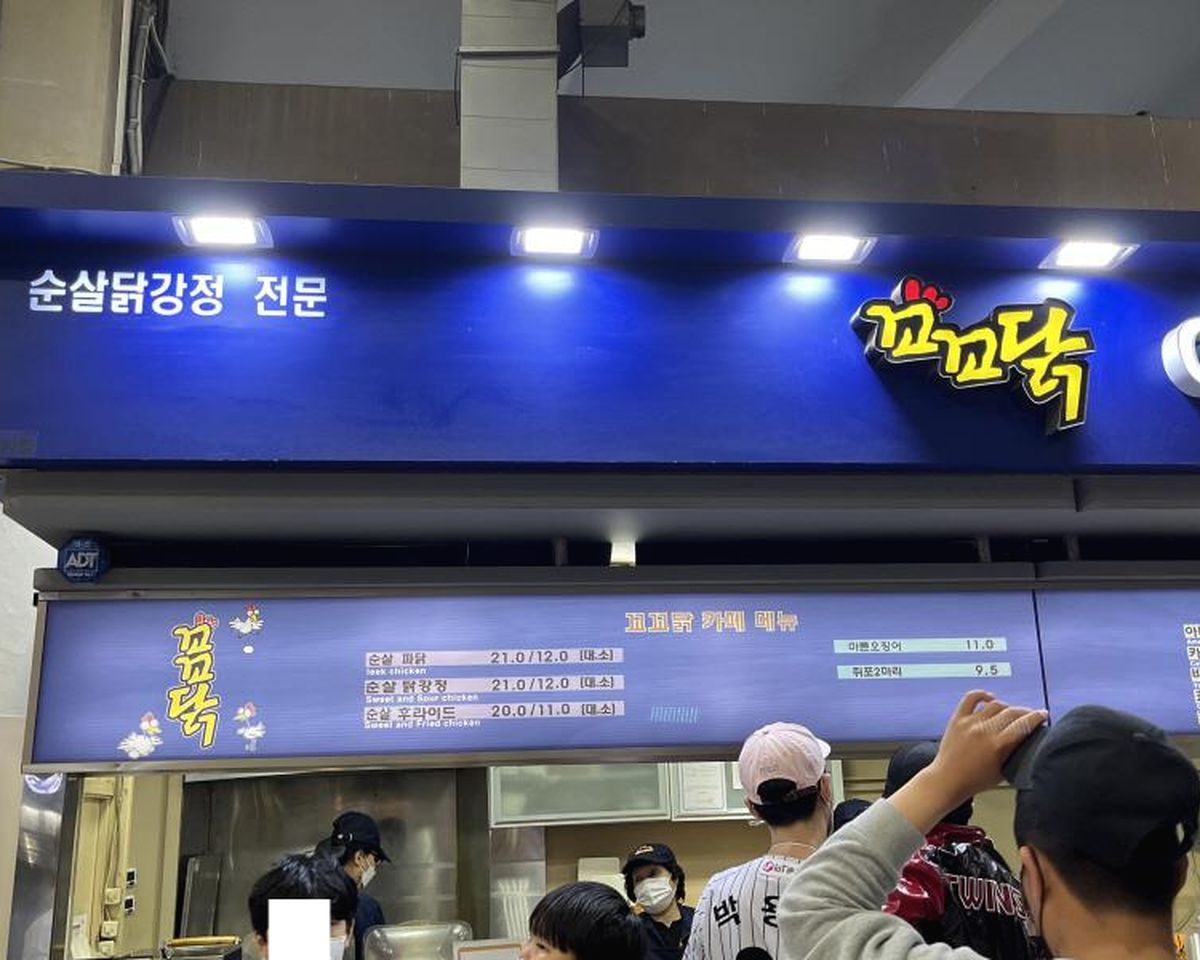 순살닭강정 전문
꼬꼬닭
ADT
꼬꼬닭
꼬꼬닭 카페 메뉴
순살 파닭 21.0/12.0 (대.소)
leek chicken
순살 닭강정 21.0/12.0 (대.소)
Sweet and Sour chicken
순살 후라이드 20.0/11.0 (대.소)
Sweet and Fried chicken
마른오징어 11.0
쥐포2마리 9.5
박
TWINS